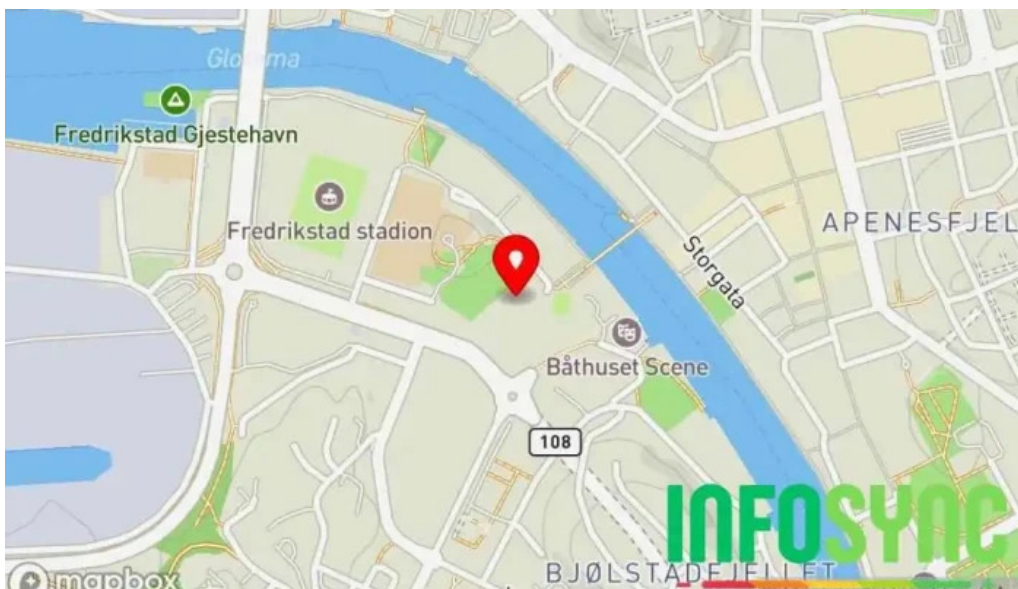 Glomma
Fredrikstad Gjestehavn
Fredrikstad stadion
APENESFJEL
Storgata
Båthuset Scene
108
INFOSYNC
BJØLSTADFJELLET
mapbox